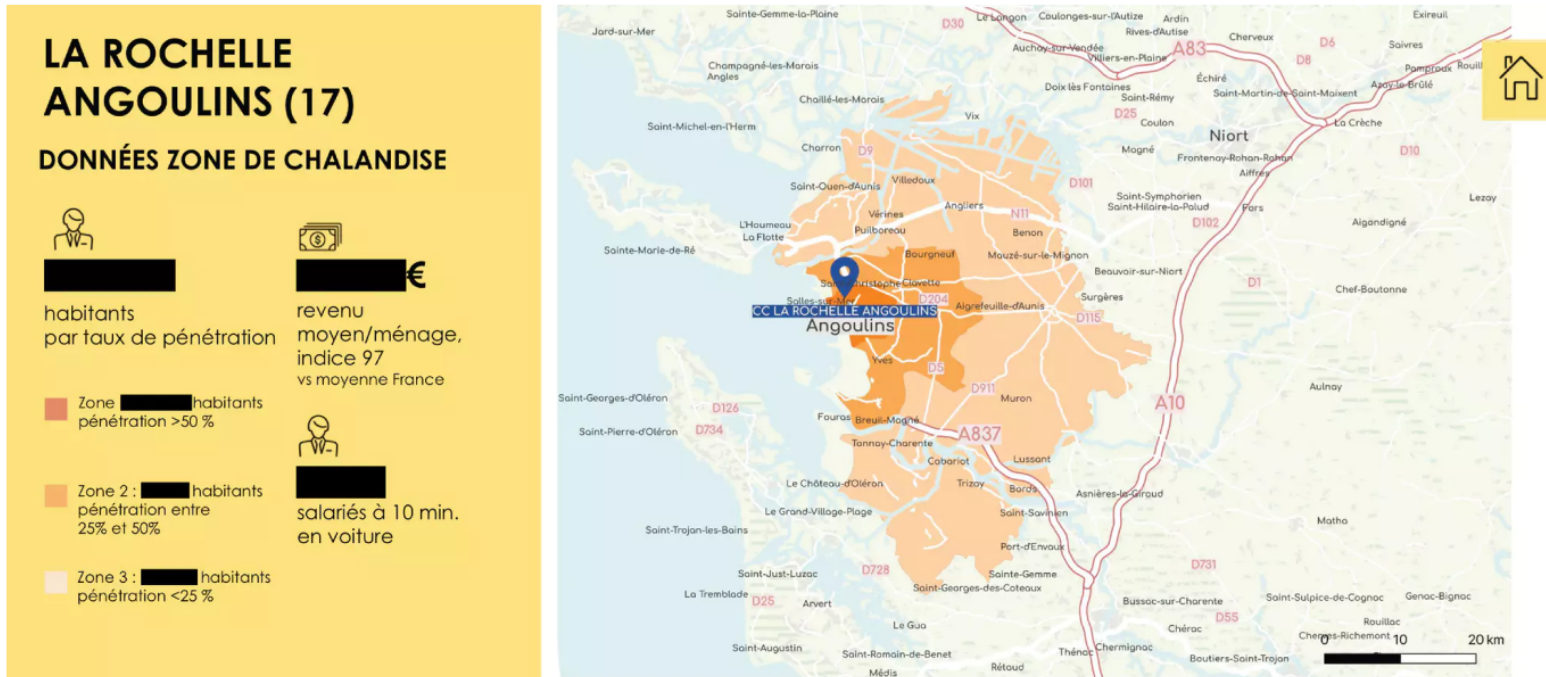 LA ROCHELLE
ANGOULINS (17)
DONNÉES ZONE DE CHALANDISE
habitants
par taux de pénétration
Zone habitants
pénétration >50 %
Zone 2 : habitants
pénétration entre
25% et 50%
Zone 3 : habitants
pénétration <25 %
€
revenu
moyen/ménage,
indice 97
vs moyenne France
salariés à 10 min.
en voiture
Sainte-Gemme-la-Plaine
D30
Le Langon
Coulonges-sur-l'Autize
Ardin
Exireuil
Jard-sur-Mer
Rives-d'Autise
Cherveux
D6
Saivres
Auchay-sur-Vendée
A83
Villiers-en-Plaine
D8
Champagné-les-Marais
Angles
Échiré
Pamproux
Rouil
Doix lès Fontaines
Saint-Rémy
Saint-Martin-de-Saint-Maixent
Azay-le-Brûlé
Chaillé-les-Marais
D25
Vix
Coulon
La Crèche
Saint-Michel-en-l'Herm
Niort
Charron
D9
Magné
D10
Frontenay-Rohan-Rohan
Aiffres
Saint-Ouen-d'Aunis
Villedoux
D101
Saint-Symphorien
Lezay
Saint-Hilaire-la-Palud
Fors
Vérines
Angliers
N11
D102
Aigondigné
L'Houmeau
Puilboreau
La Flotte
Benon
Sainte-Marie-de-Ré
Bourgneuf
Mouzé-sur-le-Mignon
Beauvoir-sur-Niort
D1
Clavette
Chef-Boutonne
Salles-sur-Mer
D204
Aigrefeuille-d'Aunis
Surgères
CC LA ROCHELLE ANGOULINS
D115
Angoulins
Yves
D5
D911
Aulnay
Saint-Georges-d'Oléron
Muron
D126
A10
Fouras
Breuil-Magné
Saint-Pierre-d'Oléron
D734
A837
Tonnay-Charente
Cabariot
Lussant
Le Château-d'Oléron
Trizay
Bords
Asnières-la-Giraud
Le Grand-Village-Plage
Saint-Savinien
Matha
Saint-Trojan-les-Bains
Port-d'Envaux
D731
Saint-Just-Luzac
D728
Sainte-Gemme
Saint-Georges-des-Coteaux
La Tremblade
D25
Arvert
Bussac-sur-Charente
Saint-Sulpice-de-Cognac
Genac-Bignac
D55
Le Gua
Chérac
Rouillac
Cherves-Richemont
Saint-Augustin
Saint-Romain-de-Benet
Thénac
Chermignac
Boutiers-Saint-Trojan
Médis
Rétaud
0 10 20 km